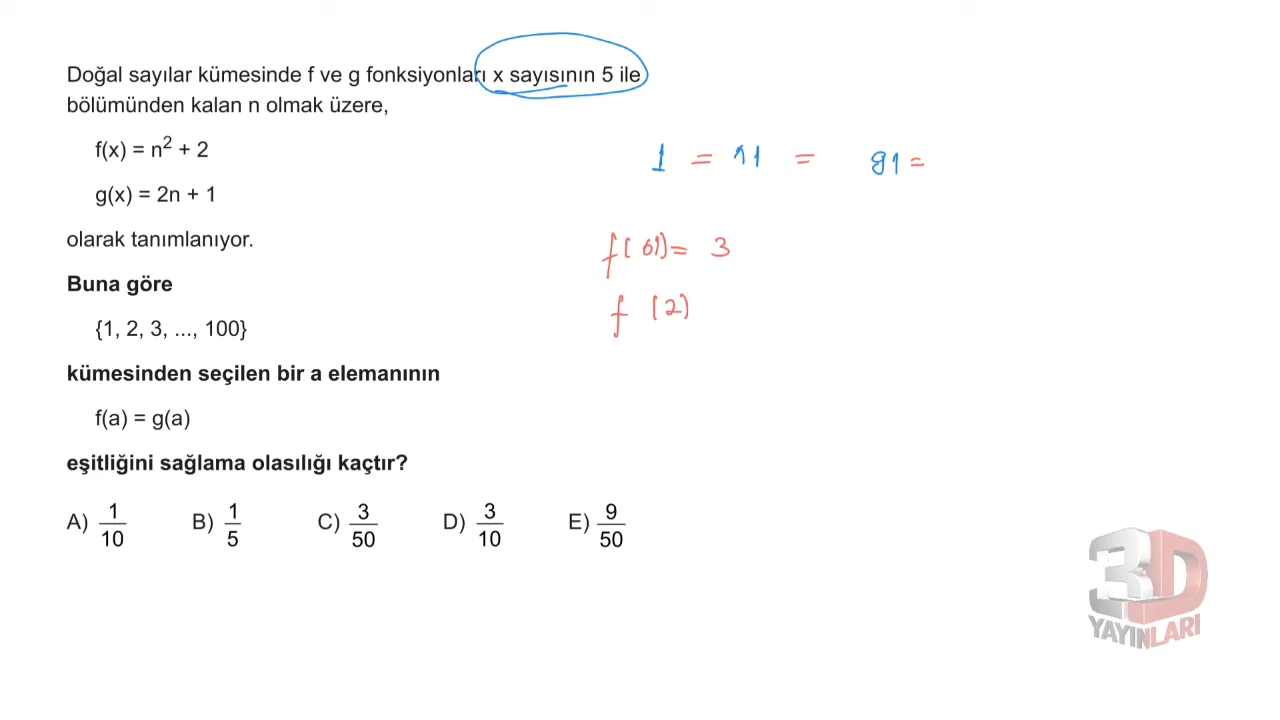 Doğal sayılar kümesinde f ve g fonksiyonları x sayısının 5 ile
bölümünden kalan n olmak üzere,
f(x) = n² + 2
g(x) = 2n + 1
olarak tanımlanıyor.
Buna göre
{1, 2, 3, ..., 100}
kümesinden seçilen bir a elemanının
f(a) = g(a)
eşitliğini sağlama olasılığı kaçtır?
A) 1/10 B) 1/5 C) 3/50 D) 3/10 E) 9/50
1 = 11 = 91 =
f(61) = 3
f (2)
3D
YAYINLARI